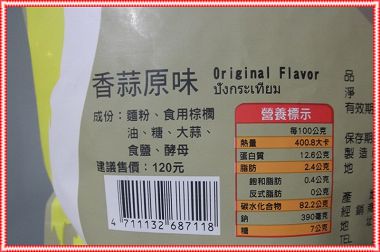 香蒜原味 Original Flavor
ปังกระเทียม
成份：麵粉、食用棕櫚
油、糖、大蒜、
食鹽、酵母
建議售價：120元
4 711132 687118
營養標示
每100公克
熱量 400.8大卡
蛋白質 12.6公克
脂肪 2.4公克
飽和脂肪 0.4公克
反式脂肪 0公克
碳水化合物 82.2公克
鈉 390毫克
糖 7公克
品
淨
有效期
保存期
製造
地
產
經銷
地